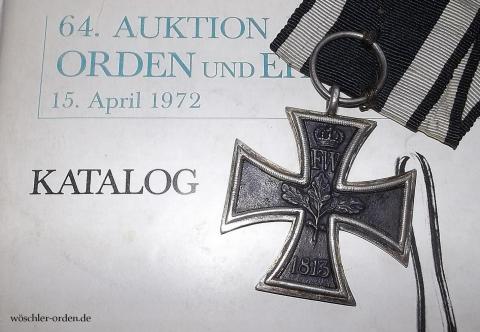 64. AUKTION
ORDEN UND
15. April 1972
KATALOG
FW
1813
wöschler-orden.de